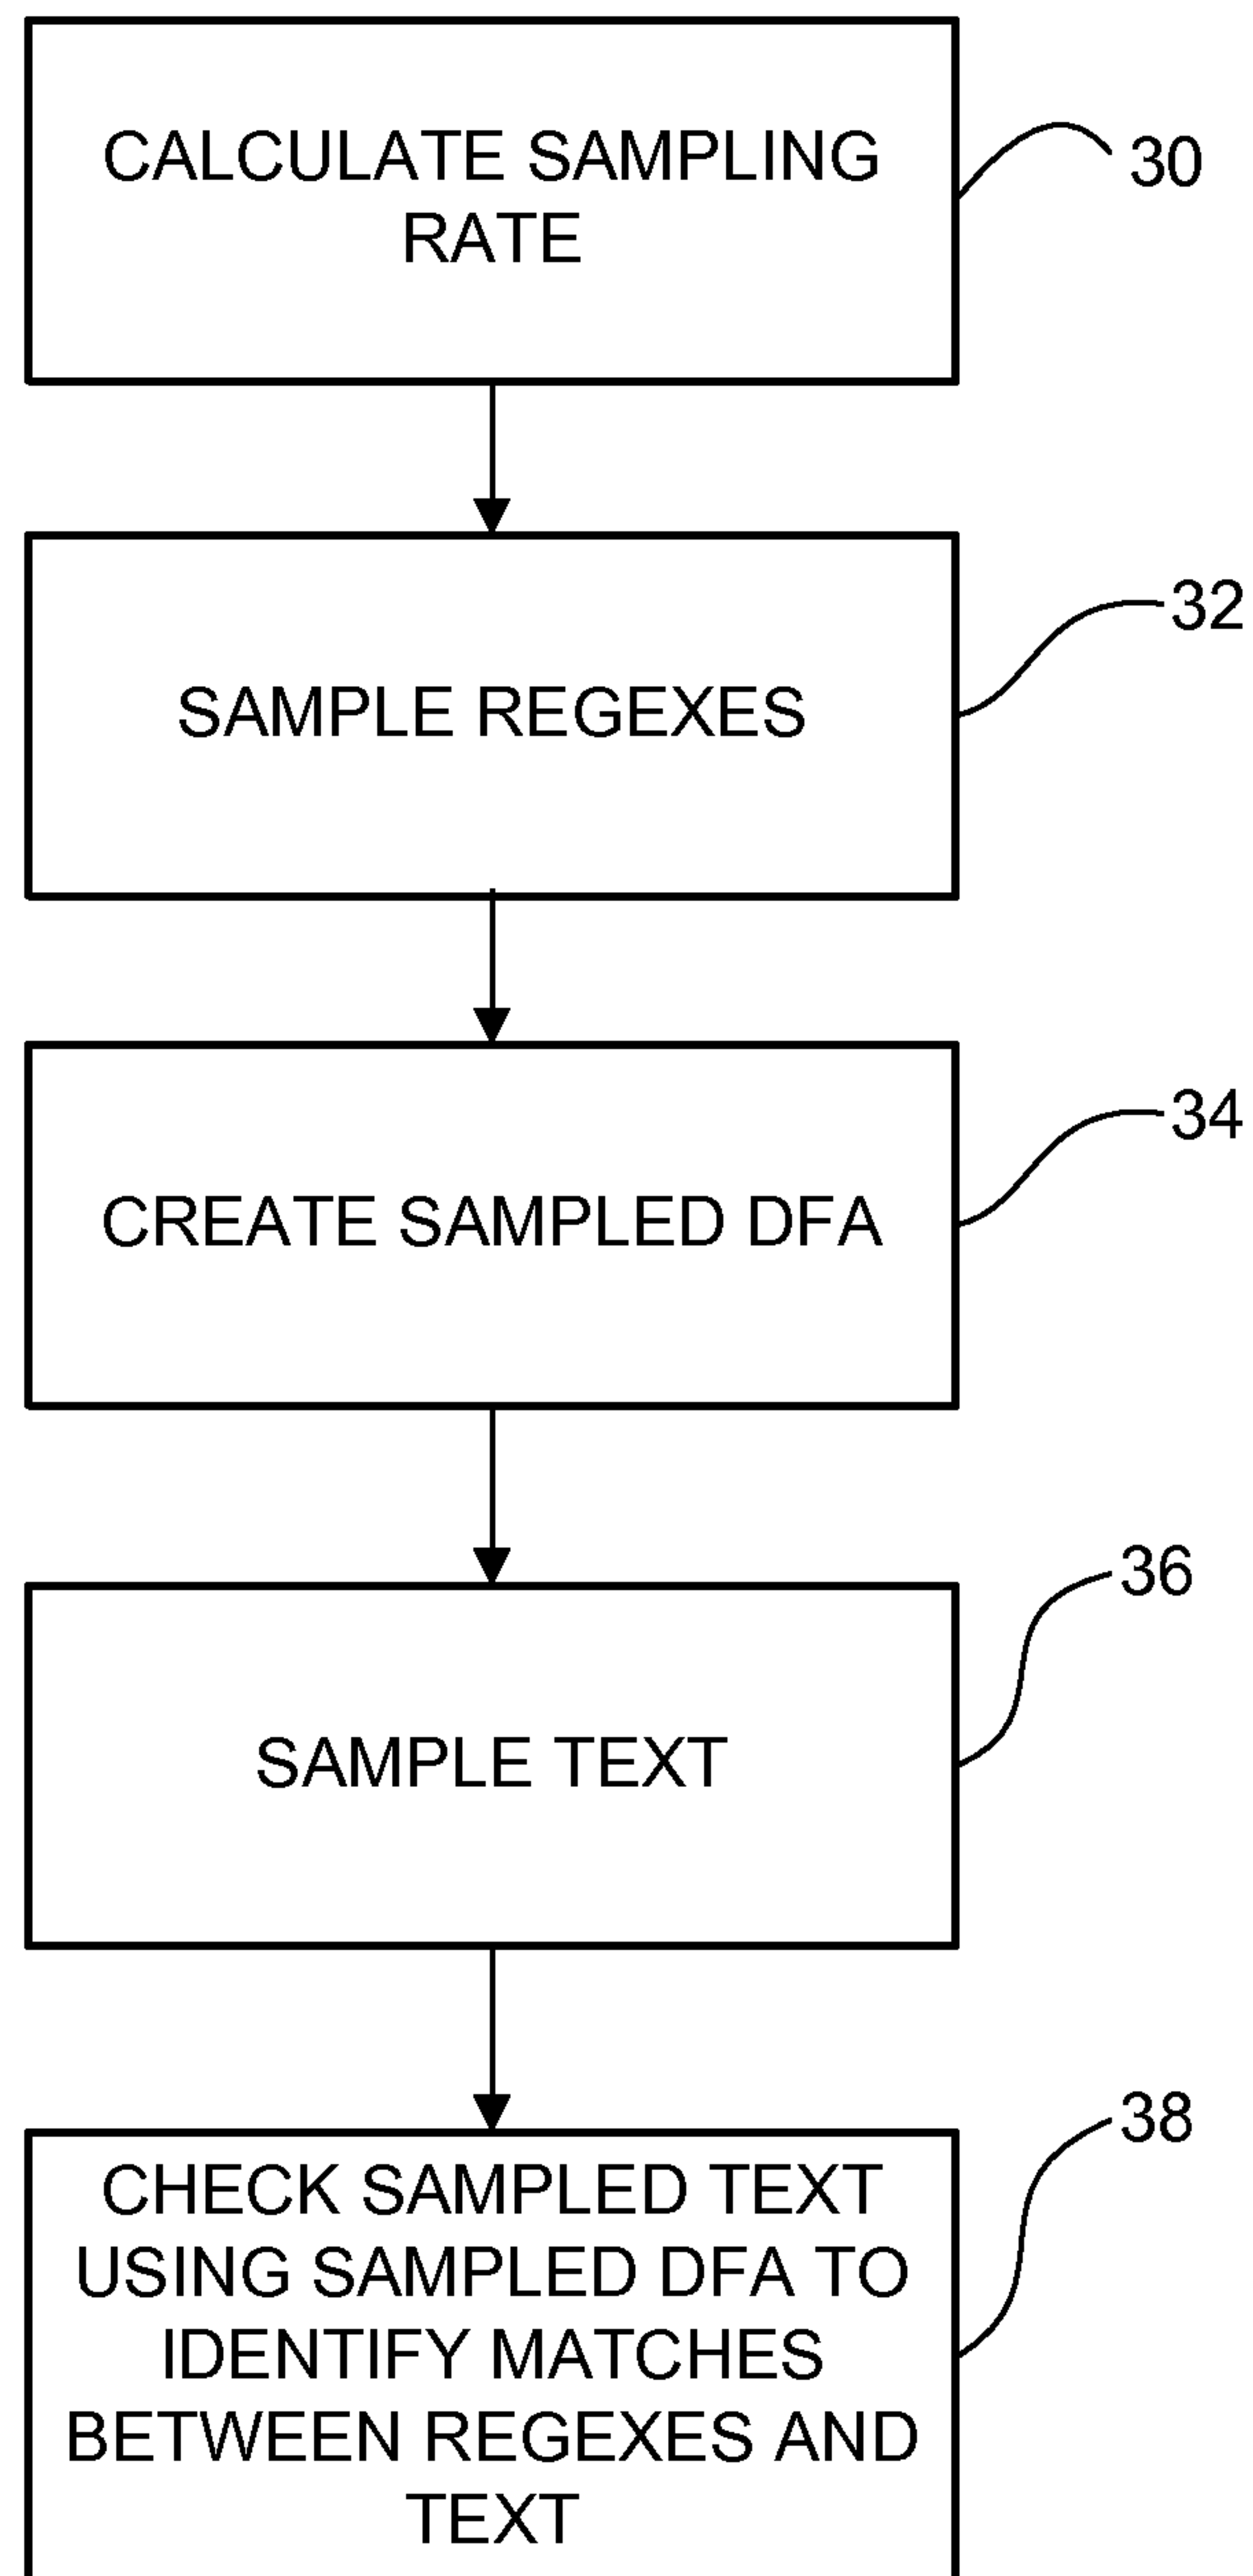 CALCULATE SAMPLING
RATE
30
SAMPLE REGEXES
32
CREATE SAMPLED DFA
34
SAMPLE TEXT
36
CHECK SAMPLED TEXT
USING SAMPLED DFA TO
IDENTIFY MATCHES
BETWEEN REGEXES AND
TEXT
38